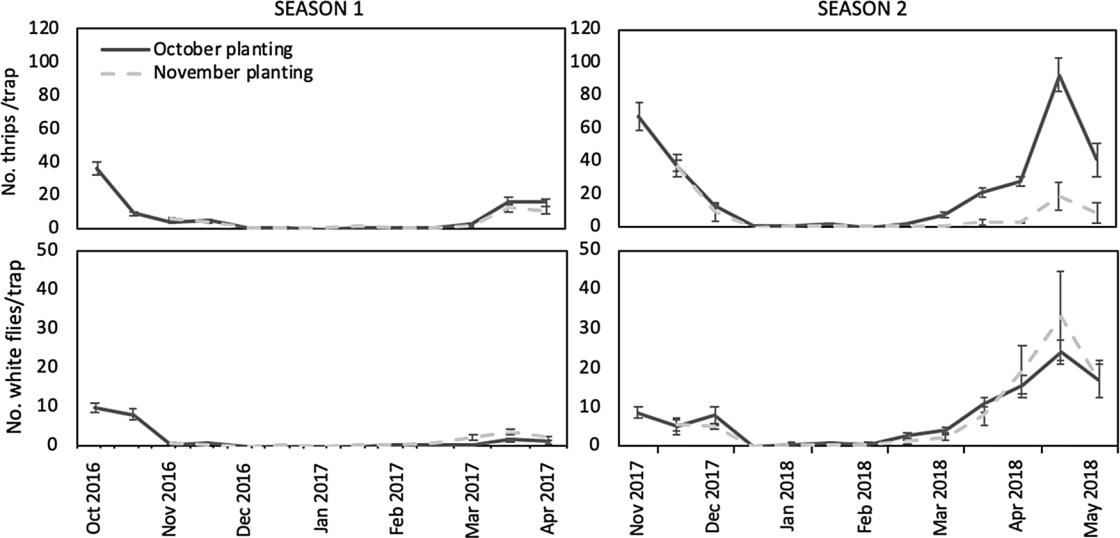 SEASON 1
SEASON 2
No. thrips /trap
120
100
80
60
40
20
0
October planting
November planting
120
100
80
60
40
20
0
No. white flies/trap
50
40
30
20
10
0
50
40
30
20
10
0
Oct 2016
Nov 2016
Dec 2016
Jan 2017
Feb 2017
Mar 2017
Apr 2017
Nov 2017
Dec 2017
Jan 2018
Feb 2018
Mar 2018
Apr 2018
May 2018